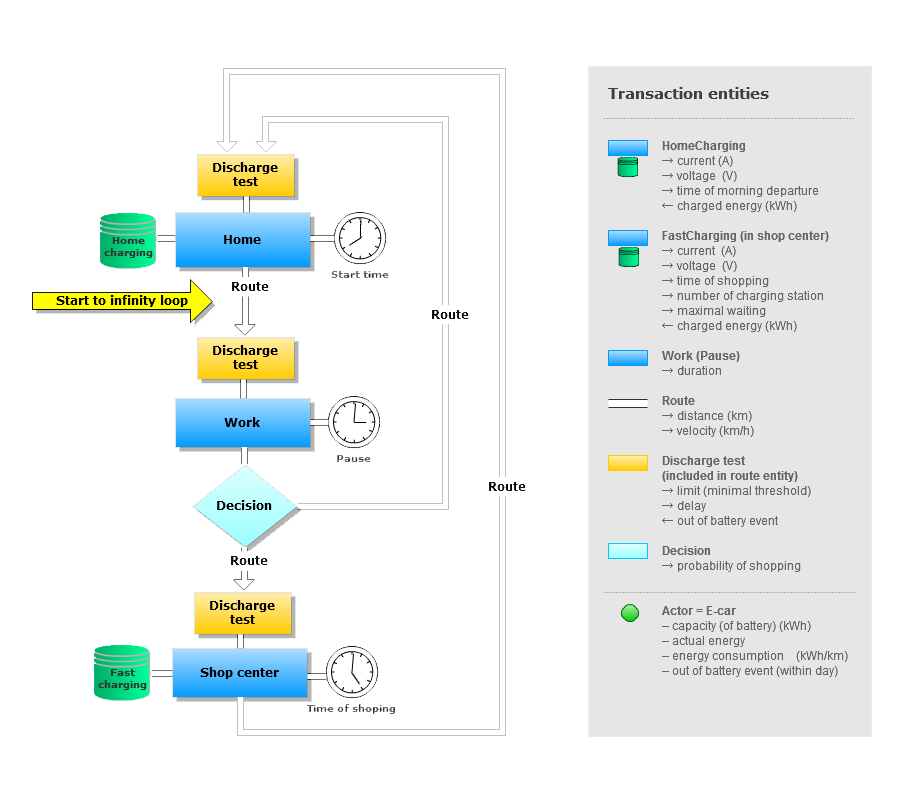 Discharge
test
Home
charging
Home
Start time
Route
Start to infinity loop
Route
Discharge
test
Work
Pause
Decision
Route
Route
Discharge
test
Fast
charging
Shop center
Time of shoping
Transaction entities
HomeCharging
→ current (A)
→ voltage (V)
→ time of morning departure
← charged energy (kWh)
FastCharging (in shop center)
→ current (A)
→ voltage (V)
→ time of shopping
→ number of charging station
→ maximal waiting
← charged energy (kWh)
Work (Pause)
→ duration
Route
→ distance (km)
→ velocity (km/h)
Discharge test
(included in route entity)
→ limit (minimal threshold)
→ delay
← out of battery event
Decision
→ probability of shopping
Actor = E-car
– capacity (of battery) (kWh)
– actual energy
– energy consumption (kWh/km)
– out of battery event (within day)